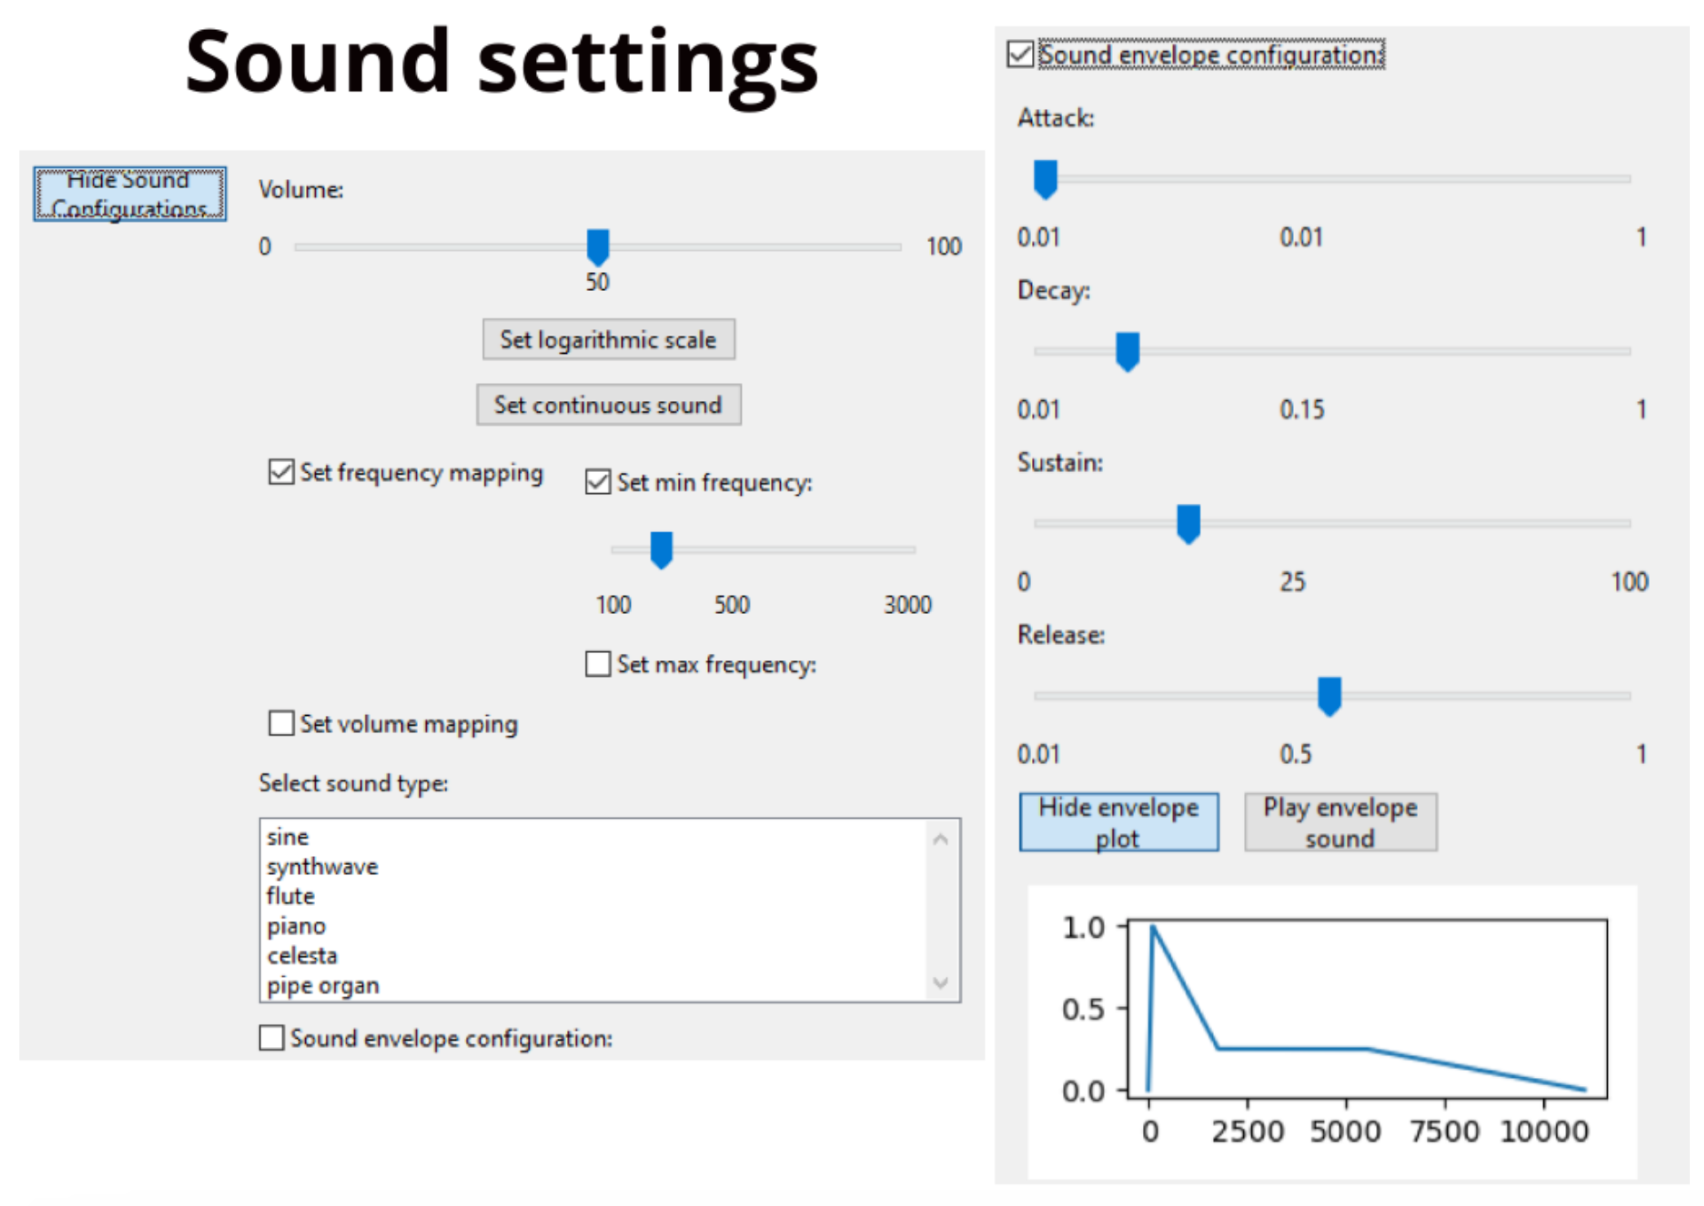 Sound settings
Hide Sound
Configurations
Volume:
0
100
50
Set logarithmic scale
Set continuous sound
Set frequency mapping
Set min frequency:
100 500 3000
Set max frequency:
Set volume mapping
Select sound type:
sine
synthwave
flute
piano
celesta
pipe organ
Sound envelope configuration:
Sound envelope configuration:
Attack:
0.01 0.01 1
Decay:
0.01 0.15 1
Sustain:
0 25 100
Release:
0.01 0.5 1
Hide envelope
plot
Play envelope
sound
1.0
0.5
0.0
0 2500 5000 7500 10000